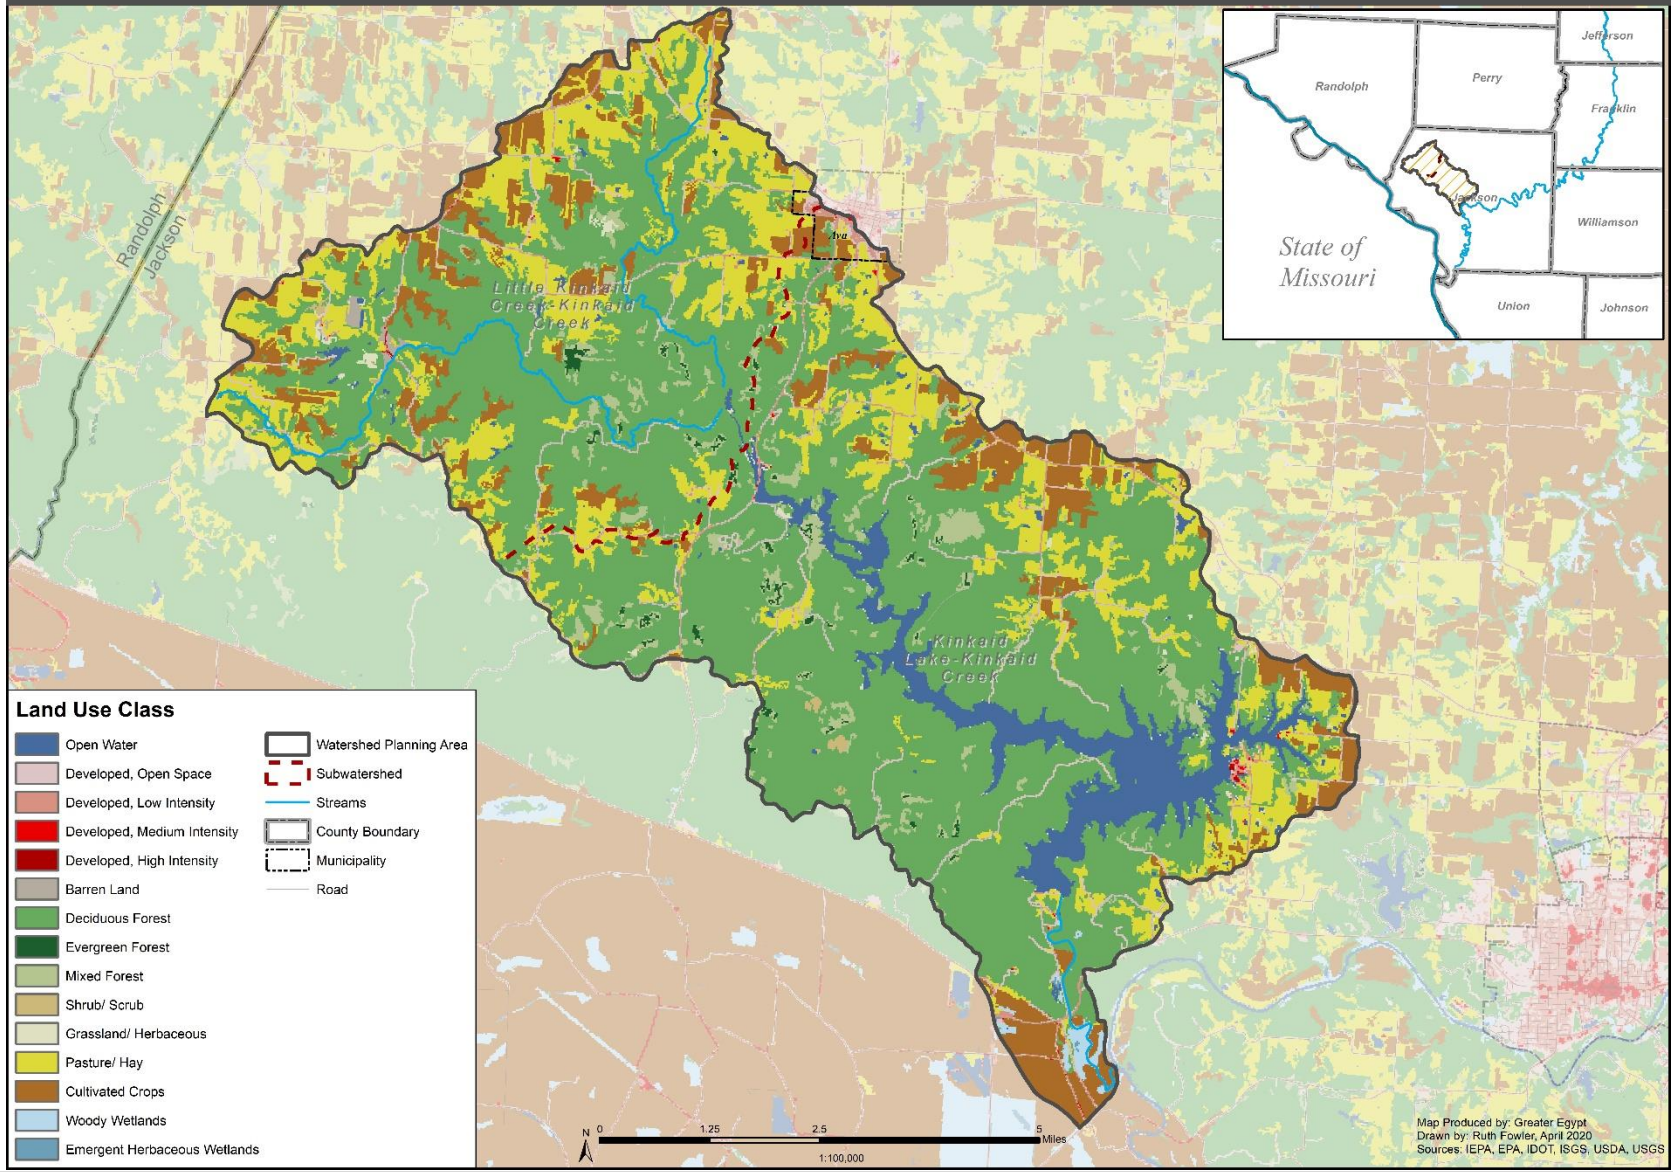 Jefferson
Randolph
Perry
Franklin
Jackson
Williamson
State of
Missouri
Union
Johnson
Randolph
Jackson
Ava
Little Kinkaid
Creek-Kinkaid
Creek
Kinkaid
Lake-Kinkaid
Creek
Land Use Class
Open Water
Developed, Open Space
Developed, Low Intensity
Developed, Medium Intensity
Developed, High Intensity
Barren Land
Deciduous Forest
Evergreen Forest
Mixed Forest
Shrub/ Scrub
Grassland/ Herbaceous
Pasture/ Hay
Cultivated Crops
Woody Wetlands
Emergent Herbaceous Wetlands
Watershed Planning Area
Subwatershed
Streams
County Boundary
Municipality
Road
N
0 1.25 2.5 5
Miles
1:100,000
Map Produced by: Greater Egypt
Drawn by: Ruth Fowler, April 2020
Sources: IEPA, EPA, IDOT, ISGS, USDA, USGS